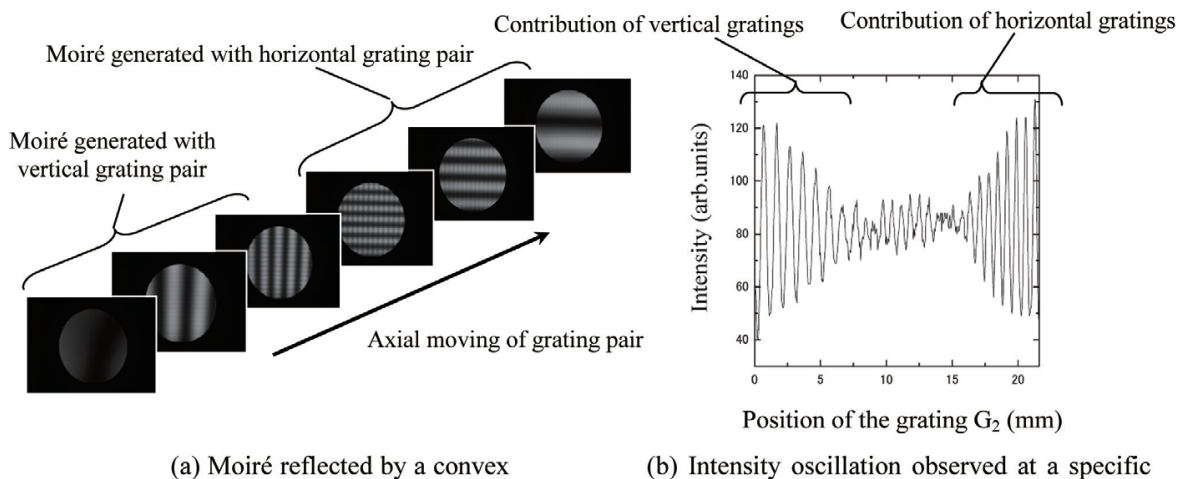 Moiré generated with horizontal grating pair
Moiré generated with
vertical grating pair
Axial moving of grating pair
(a) Moiré reflected by a convex
Contribution of vertical gratings
Contribution of horizontal gratings
Intensity (arb.units)
140
120
100
80
60
40
0 5 10 15 20
Position of the grating G₂ (mm)
(b) Intensity oscillation observed at a specific